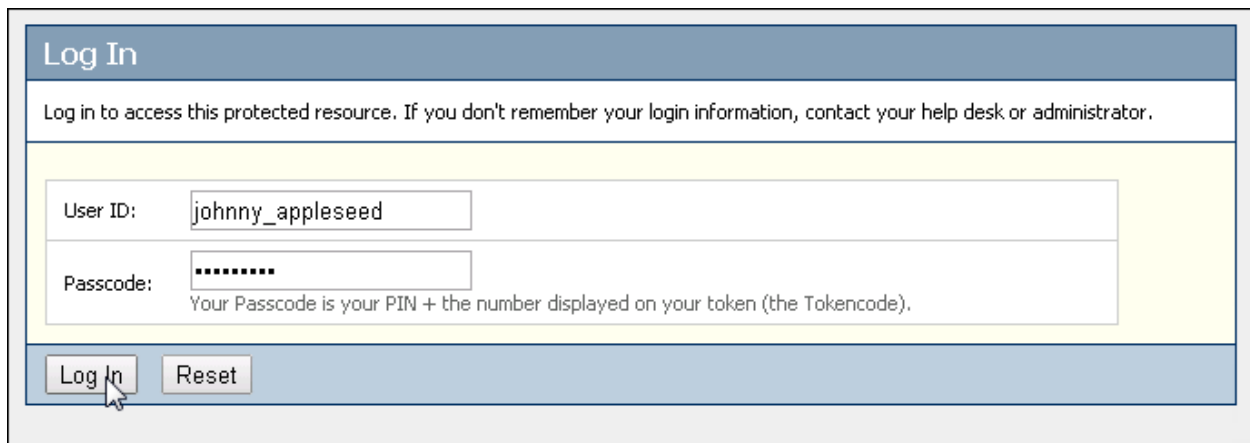 Log In
Log in to access this protected resource. If you don't remember your login information, contact your help desk or administrator.
User ID: johnny_appleseed
Passcode: •••••••••
Your Passcode is your PIN + the number displayed on your token (the Tokencode).
Log In Reset